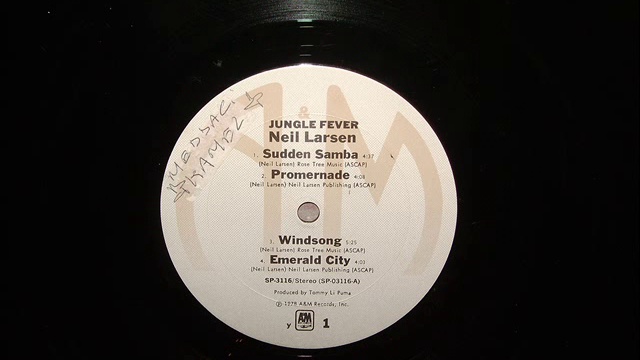 JUNGLE FEVER
Neil Larsen
1. Sudden Samba 4:37
(Neil Larsen) Rose Tree Music (ASCAP)
2. Promernade 4:08
(Neil Larsen) Neil Larsen Publishing (ASCAP)
3. Windsong 5:25
(Neil Larsen) Rose Tree Music (ASCAP)
4. Emerald City 4:03
(Neil Larsen) Neil Larsen Publishing (ASCAP)
SP-3116/Stereo (SP-03116-A)
Produced by Tommy Li Puma
℗ 1978 A&M Records, Inc.
y A&M 1